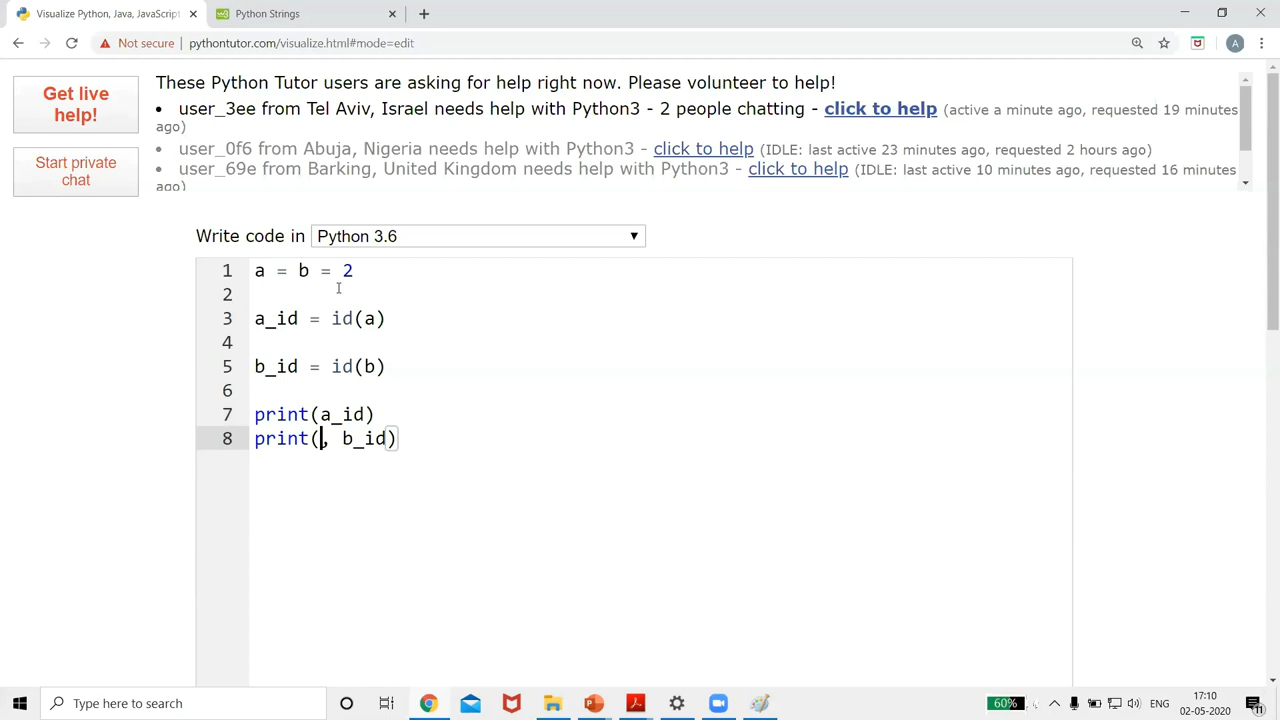 Visualize Python, Java, JavaScript
Python Strings
Not secure | pythontutor.com/visualize.html#mode=edit
A
Get live
help!
Start private
chat
These Python Tutor users are asking for help right now. Please volunteer to help!
• user_3ee from Tel Aviv, Israel needs help with Python3 - 2 people chatting - click to help (active a minute ago, requested 19 minutes
ago)
• user_0f6 from Abuja, Nigeria needs help with Python3 - click to help (IDLE: last active 23 minutes ago, requested 2 hours ago)
• user_69e from Barking, United Kingdom needs help with Python3 - click to help (IDLE: last active 10 minutes ago, requested 16 minutes
ago)
Write code in Python 3.6
1 a = b = 2
2
3 a_id = id(a)
4
5 b_id = id(b)
6
7 print(a_id)
8 print(, b_id)
Type here to search
60%
ENG
17:10
02-05-2020
11